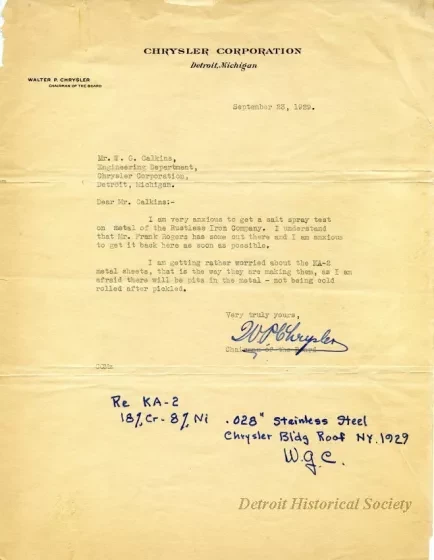 CHRYSLER CORPORATION
Detroit, Michigan
WALTER P. CHRYSLER
CHAIRMAN OF THE BOARD
September 23, 1929.
Mr. W. G. Calkins,
Engineering Department,
Chrysler Corporation,
Detroit, Michigan.
Dear Mr. Calkins:-
I am very anxious to get a salt spray test
on metal of the Rustless Iron Company. I understand
that Mr. Frank Rogers has some out there and I am anxious
to get it back here as soon as possible.
I am getting rather worried about the KA-2
metal sheets, that is the way they are making them, as I am
afraid there will be pits in the metal - not being cold
rolled after pickled.
Very truly yours,
W P Chrysler
Chairman of the Board
Re KA-2
18% Cr - 8% Ni
.028" Stainless Steel
Chrysler Bldg Roof NY. 1929
W.G.C.
Detroit Historical Society